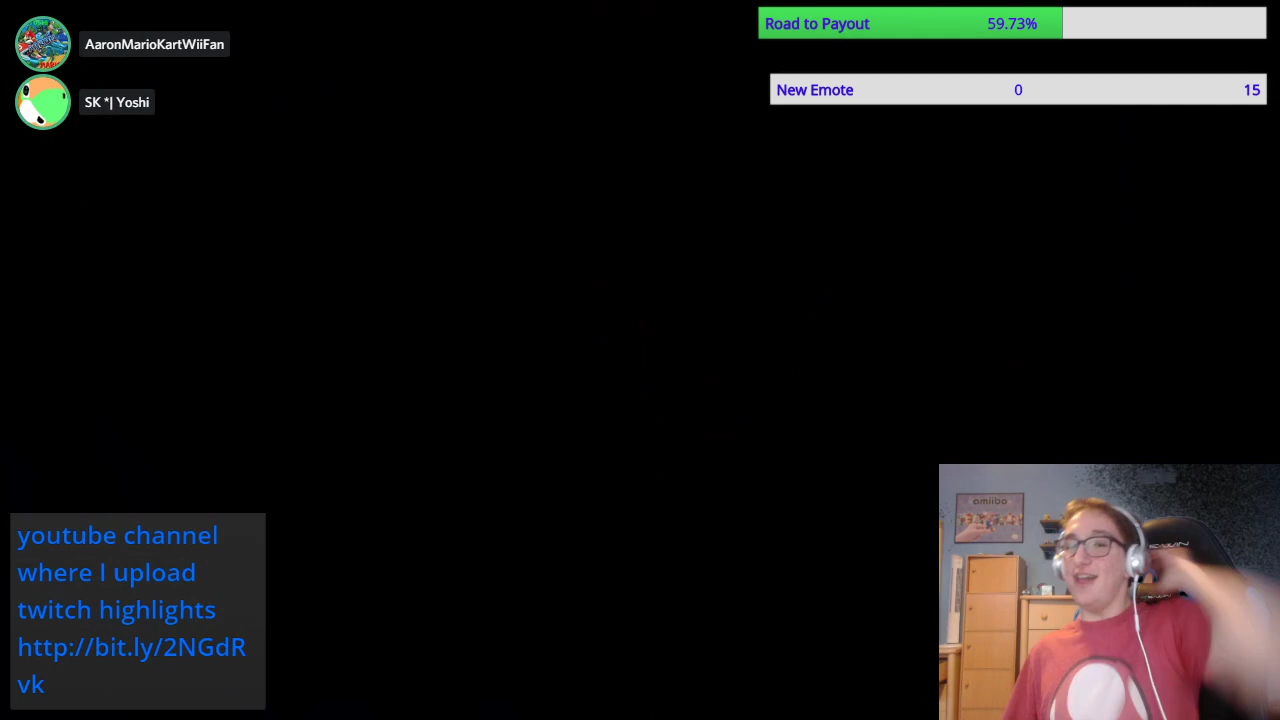 AaronMarioKartWiiFan
SK *| Yoshi
Road to Payout 59.73%
New Emote 0 15
youtube channel
where I upload
twitch highlights
http://bit.ly/2NGdR
vk
amiibo